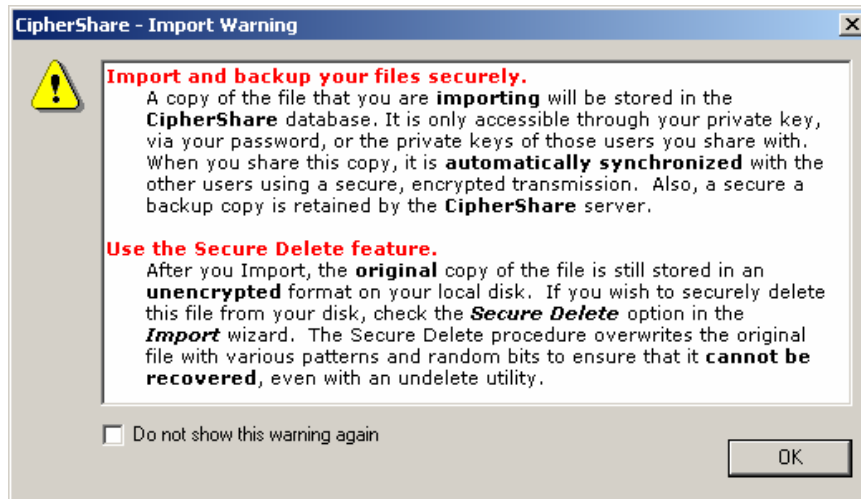 CipherShare - Import Warning
Import and backup your files securely.
A copy of the file that you are importing will be stored in the
CipherShare database. It is only accessible through your private key,
via your password, or the private keys of those users you share with.
When you share this copy, it is automatically synchronized with the
other users using a secure, encrypted transmission. Also, a secure a
backup copy is retained by the CipherShare server.
Use the Secure Delete feature.
After you Import, the original copy of the file is still stored in an
unencrypted format on your local disk. If you wish to securely delete
this file from your disk, check the Secure Delete option in the
Import wizard. The Secure Delete procedure overwrites the original
file with various patterns and random bits to ensure that it cannot be
recovered, even with an undelete utility.
Do not show this warning again
OK